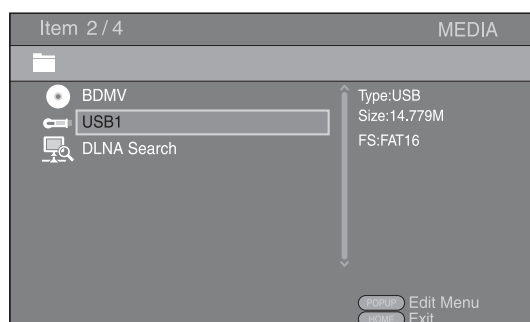 Item 2/4 MEDIA
BDMV
USB1
DLNA Search
Type:USB
Size:14.779M
FS:FAT16
POPUP Edit Menu
HOME Exit